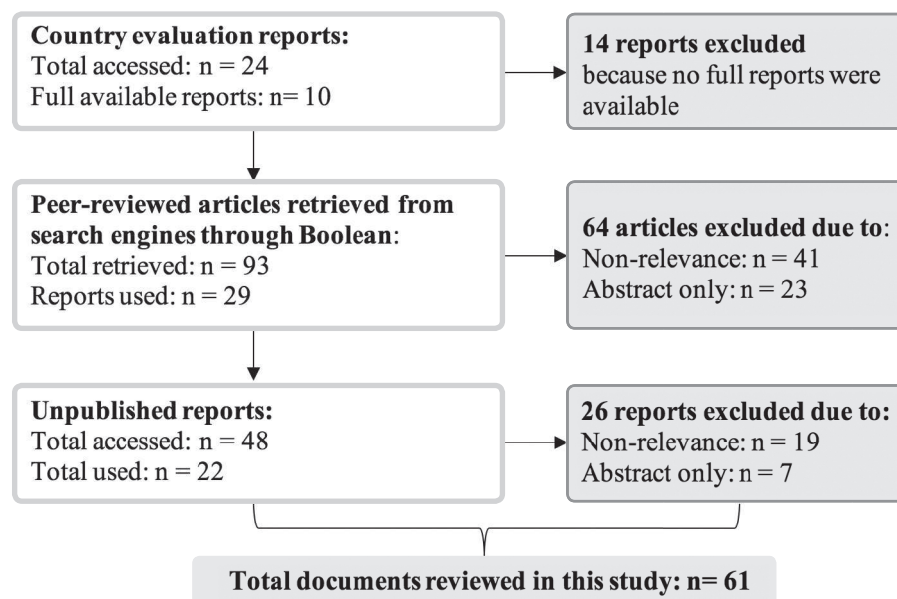 Country evaluation reports:
Total accessed: n = 24
Full available reports: n= 10
14 reports excluded
because no full reports were
available
Peer-reviewed articles retrieved from
search engines through Boolean:
Total retrieved: n = 93
Reports used: n = 29
64 articles excluded due to:
Non-relevance: n = 41
Abstract only: n = 23
Unpublished reports:
Total accessed: n = 48
Total used: n = 22
26 reports excluded due to:
Non-relevance: n = 19
Abstract only: n = 7
Total documents reviewed in this study: n= 61